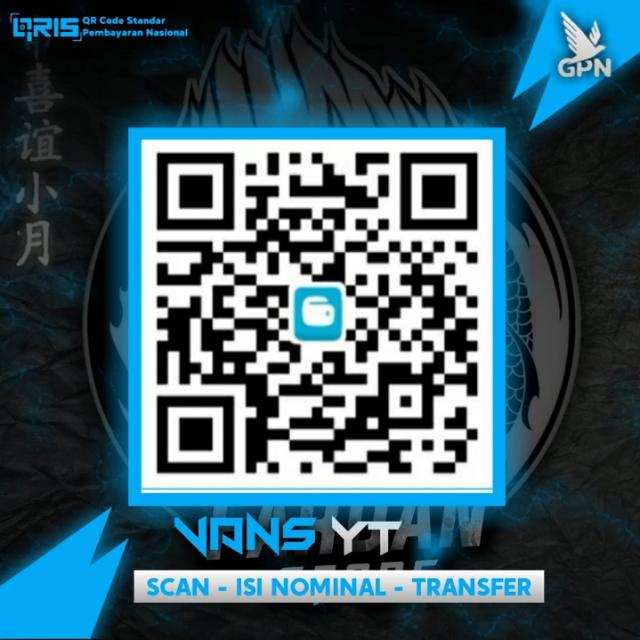 QRIS
QR Code Standar
Pembayaran Nasional
GPN
喜
谊
小
月
VANS YT
SCAN - ISI NOMINAL - TRANSFER